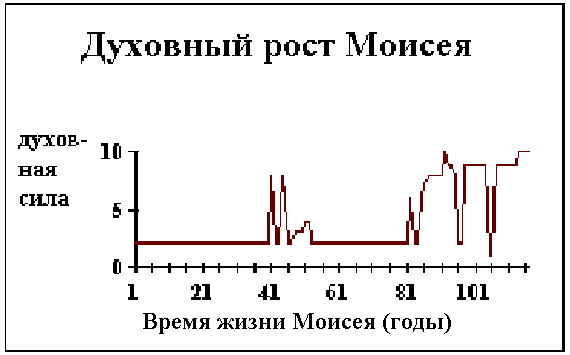 Духовный рост Моисея
духов-
ная
сила
10
5
0
1 21 41 61 81 101
Время жизни Моисея (годы)